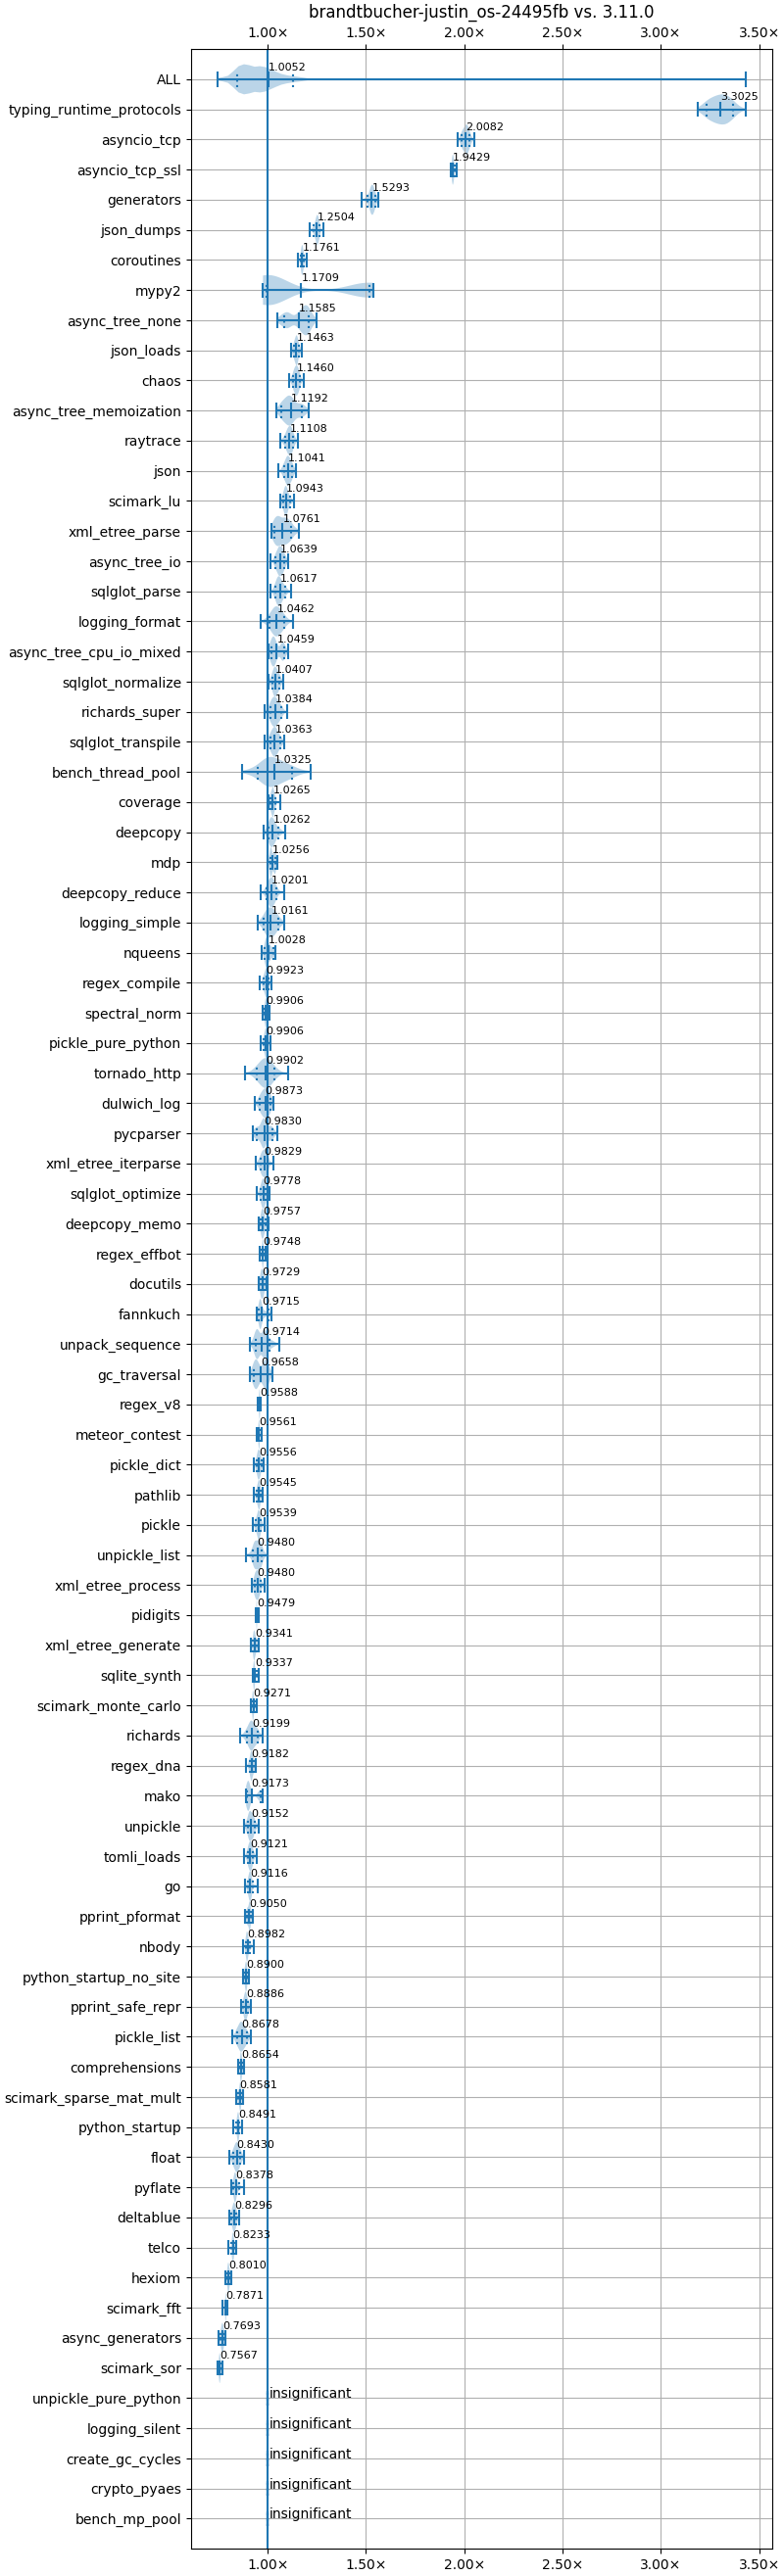 brandtbucher-justin_os-24495fb vs. 3.11.0
1.00× 1.50× 2.00× 2.50× 3.00× 3.50×
ALL 1.0052
typing_runtime_protocols 3.3025
asyncio_tcp 2.0082
asyncio_tcp_ssl 1.9429
generators 1.5293
json_dumps 1.2504
coroutines 1.1761
mypy2 1.1709
async_tree_none 1.1585
json_loads 1.1463
chaos 1.1460
async_tree_memoization 1.1192
raytrace 1.1108
json 1.1041
scimark_lu 1.0943
xml_etree_parse 1.0761
async_tree_io 1.0639
sqlglot_parse 1.0617
logging_format 1.0462
async_tree_cpu_io_mixed 1.0459
sqlglot_normalize 1.0407
richards_super 1.0384
sqlglot_transpile 1.0363
bench_thread_pool 1.0325
coverage 1.0265
deepcopy 1.0262
mdp 1.0256
deepcopy_reduce 1.0201
logging_simple 1.0161
nqueens 1.0028
regex_compile 0.9923
spectral_norm 0.9906
pickle_pure_python 0.9906
tornado_http 0.9902
dulwich_log 0.9873
pycparser 0.9830
xml_etree_iterparse 0.9829
sqlglot_optimize 0.9778
deepcopy_memo 0.9757
regex_effbot 0.9748
docutils 0.9729
fannkuch 0.9715
unpack_sequence 0.9714
gc_traversal 0.9658
regex_v8 0.9588
meteor_contest 0.9561
pickle_dict 0.9556
pathlib 0.9545
pickle 0.9539
unpickle_list 0.9480
xml_etree_process 0.9480
pidigits 0.9479
xml_etree_generate 0.9341
sqlite_synth 0.9337
scimark_monte_carlo 0.9271
richards 0.9199
regex_dna 0.9182
mako 0.9173
unpickle 0.9152
tomli_loads 0.9121
go 0.9116
pprint_pformat 0.9050
nbody 0.8982
python_startup_no_site 0.8900
pprint_safe_repr 0.8886
pickle_list 0.8678
comprehensions 0.8654
scimark_sparse_mat_mult 0.8581
python_startup 0.8491
float 0.8430
pyflate 0.8378
deltablue 0.8296
telco 0.8233
hexiom 0.8010
scimark_fft 0.7871
async_generators 0.7693
scimark_sor 0.7567
unpickle_pure_python insignificant
logging_silent insignificant
create_gc_cycles insignificant
crypto_pyaes insignificant
bench_mp_pool insignificant
1.00× 1.50× 2.00× 2.50× 3.00× 3.50×